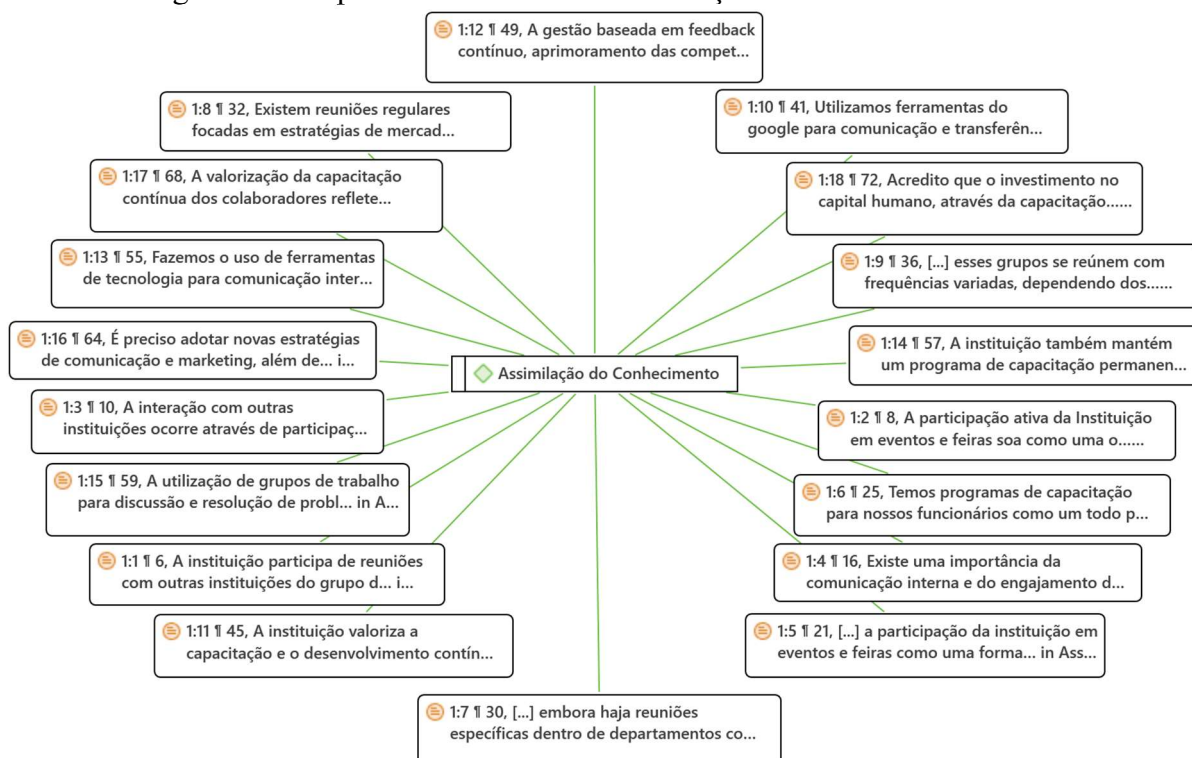 1:12 ¶ 49, A gestão baseada em feedback
contínuo, aprimoramento das compet...
1:8 ¶ 32, Existem reuniões regulares
focadas em estratégias de mercad...
1:10 ¶ 41, Utilizamos ferramentas do
google para comunicação e transferên...
1:17 ¶ 68, A valorização da capacitação
contínua dos colaboradores reflete...
1:18 ¶ 72, Acredito que o investimento no
capital humano, através da capacitação......
1:13 ¶ 55, Fazemos o uso de ferramentas
de tecnologia para comunicação inter...
1:9 ¶ 36, [...] esses grupos se reúnem com
frequências variadas, dependendo dos......
1:16 ¶ 64, É preciso adotar novas estratégias
de comunicação e marketing, além de... i...
1:14 ¶ 57, A instituição também mantém
um programa de capacitação permanen...
Assimilação do Conhecimento
1:3 ¶ 10, A interação com outras
instituições ocorre através de participaç...
1:2 ¶ 8, A participação ativa da Instituição
em eventos e feiras soa como uma o......
1:15 ¶ 59, A utilização de grupos de trabalho
para discussão e resolução de probl... in A...
1:6 ¶ 25, Temos programas de capacitação
para nossos funcionários como um todo p...
1:1 ¶ 6, A instituição participa de reuniões
com outras instituições do grupo d... i...
1:4 ¶ 16, Existe uma importância da
comunicação interna e do engajamento d...
1:11 ¶ 45, A instituição valoriza a
capacitação e o desenvolvimento contín...
1:5 ¶ 21, [...] a participação da instituição em
eventos e feiras como uma forma... in Ass...
1:7 ¶ 30, [...] embora haja reuniões
específicas dentro de departamentos co...